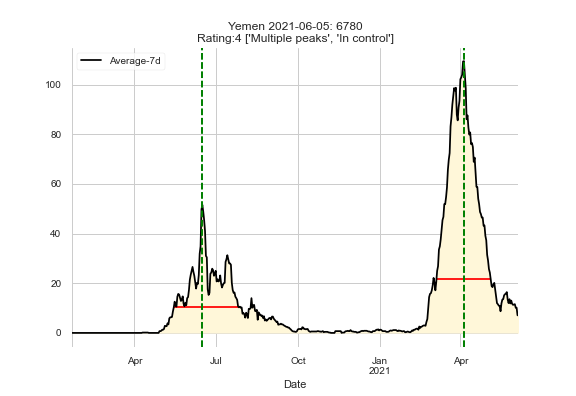 Yemen 2021-06-05: 6780
Rating:4 ['Multiple peaks', 'In control']
Average-7d
100
80
60
40
20
0
Apr
Jul
Oct
Jan
2021
Apr
Date